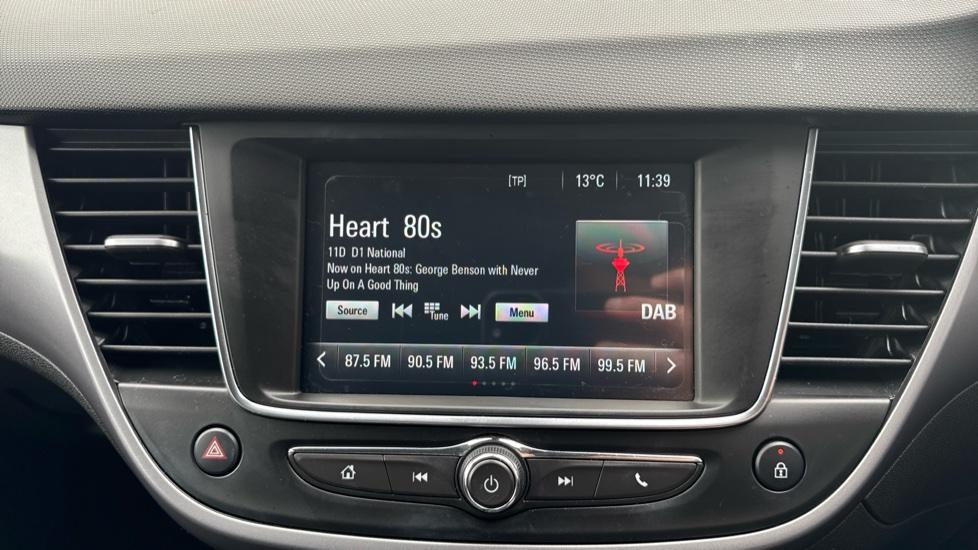 [TP] 13°C 11:39
Heart 80s
11D D1 National
Now on Heart 80s: George Benson with Never
Up On A Good Thing
Source Tune Menu
DAB
87.5 FM 90.5 FM 93.5 FM 96.5 FM 99.5 FM